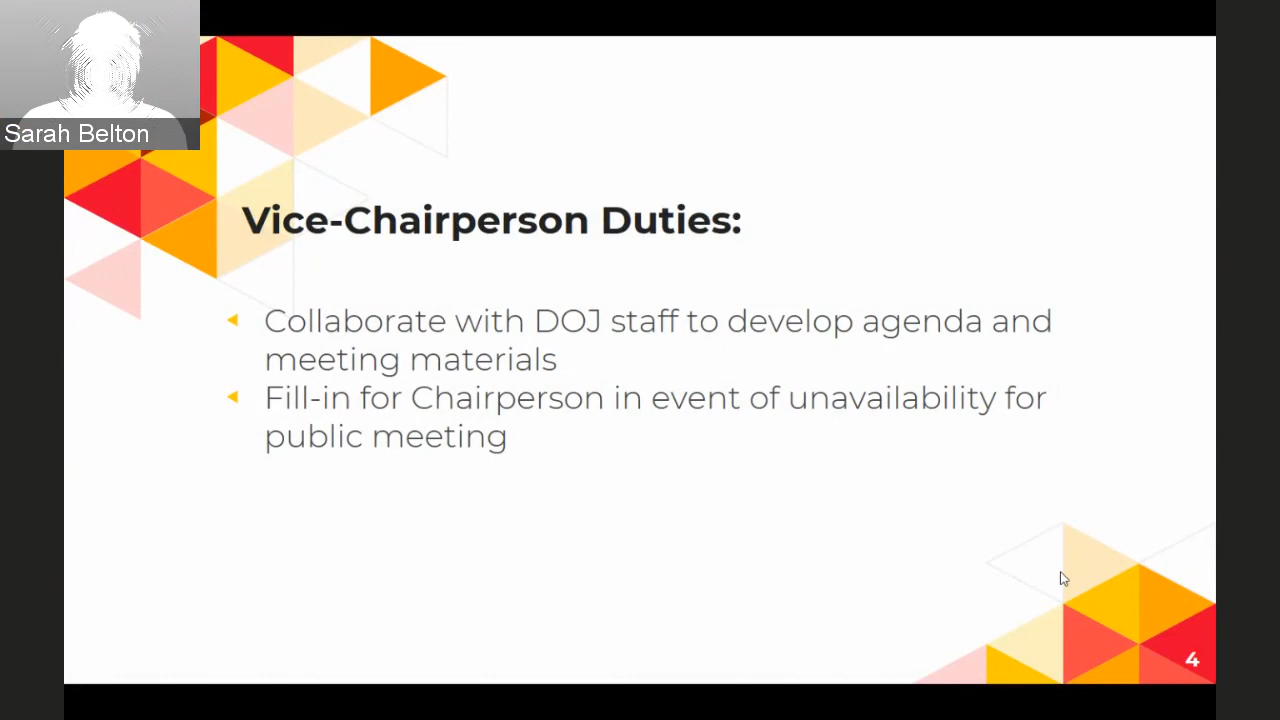 Sarah Belton
Vice-Chairperson Duties:
Collaborate with DOJ staff to develop agenda and
meeting materials
Fill-in for Chairperson in event of unavailability for
public meeting
4